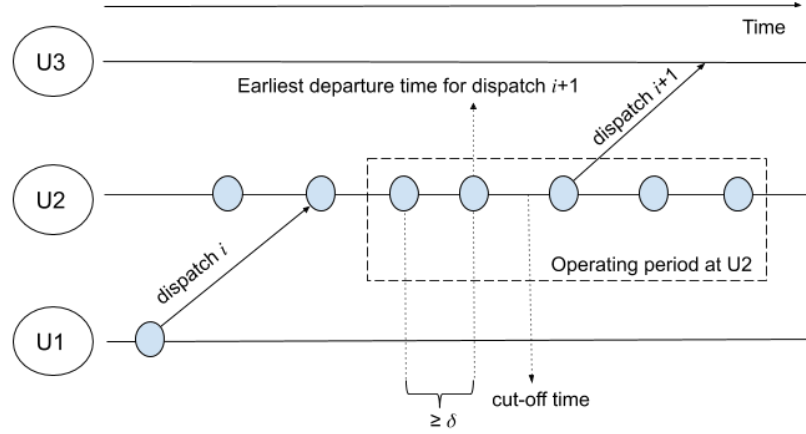 Time
U3
Earliest departure time for dispatch i+1
dispatch i+1
U2
dispatch i
Operating period at U2
U1
cut-off time
≥ δ